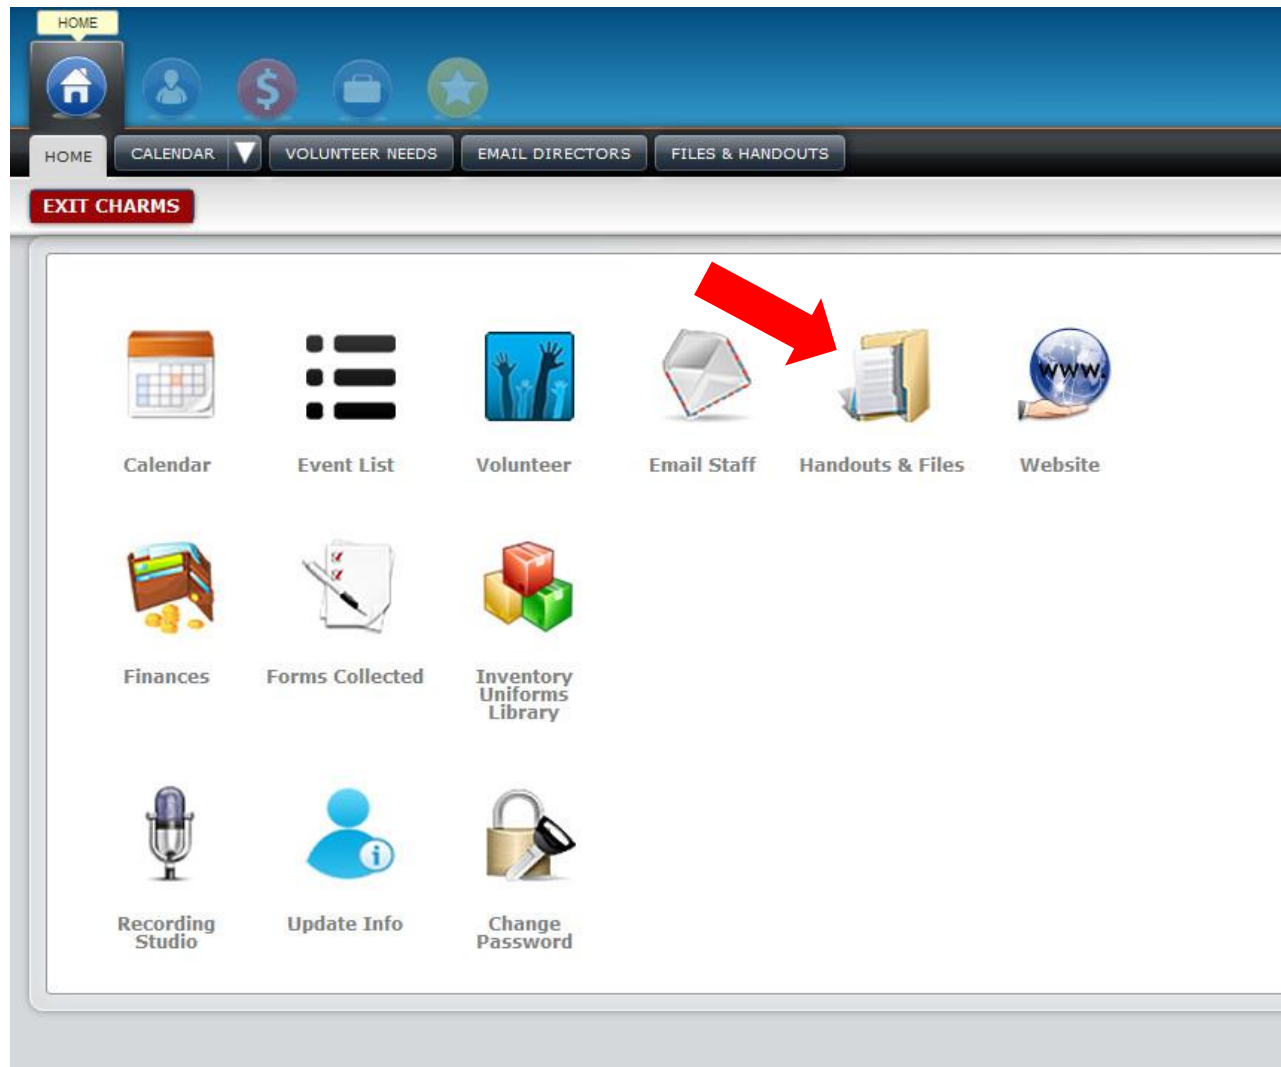 HOME
HOME CALENDAR VOLUNTEER NEEDS EMAIL DIRECTORS FILES & HANDOUTS
EXIT CHARMS
www.
Calendar Event List Volunteer Email Staff Handouts & Files Website
Finances Forms Collected Inventory
Uniforms
Library
Recording
Studio
Update Info
Change
Password